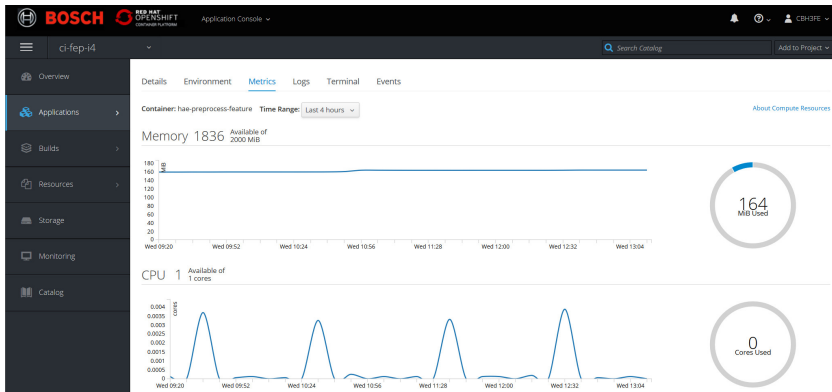 BOSCH
RED HAT
OPENSHIFT
CONTAINER PLATFORM
Application Console
CBH3FE
ci-fep-i4
Search Catalog
Add to Project
Overview
Applications
Builds
Resources
Storage
Monitoring
Catalog
Details Environment Metrics Logs Terminal Events
Container: hae-preprocess-feature Time Range: Last 4 hours
About Compute Resources
Memory 1836 Available of
2000 MiB
MiB
180
160
140
120
100
80
60
40
20
0
Wed 09:20 Wed 09:52 Wed 10:24 Wed 10:56 Wed 11:28 Wed 12:00 Wed 12:32 Wed 13:04
164
MiB Used
CPU 1 Available of
1 cores
cores
0.004
0.0035
0.003
0.0025
0.002
0.0015
0.001
0.0005
0
Wed 09:20 Wed 09:52 Wed 10:24 Wed 10:56 Wed 11:28 Wed 12:00 Wed 12:32 Wed 13:04
0
Cores Used